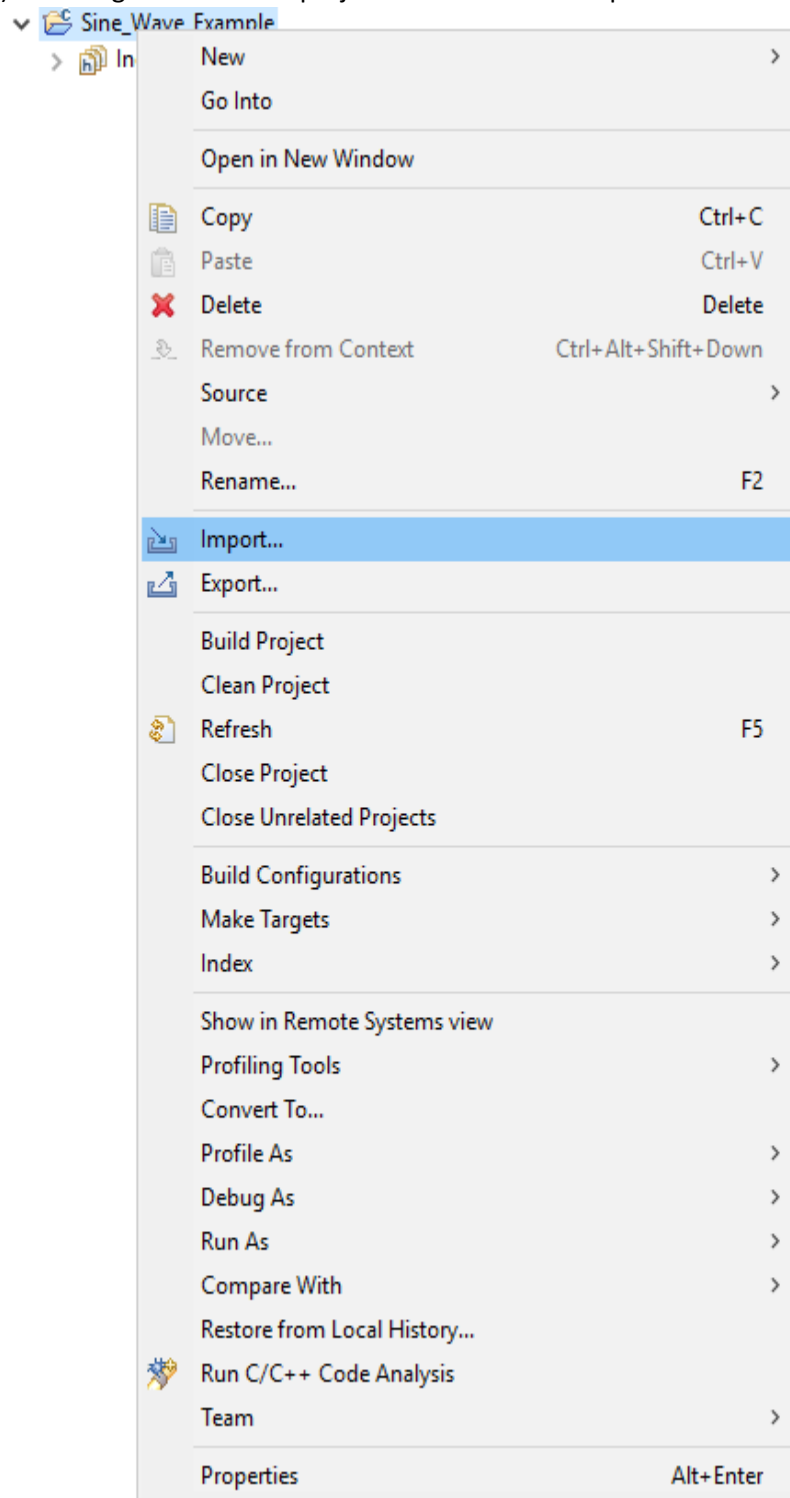 Sine_Wave_Example
In
New
Go Into
Open in New Window
Copy Ctrl+C
Paste Ctrl+V
Delete Delete
Remove from Context Ctrl+Alt+Shift+Down
Source
Move...
Rename... F2
Import...
Export...
Build Project
Clean Project
Refresh F5
Close Project
Close Unrelated Projects
Build Configurations
Make Targets
Index
Show in Remote Systems view
Profiling Tools
Convert To...
Profile As
Debug As
Run As
Compare With
Restore from Local History...
Run C/C++ Code Analysis
Team
Properties Alt+Enter